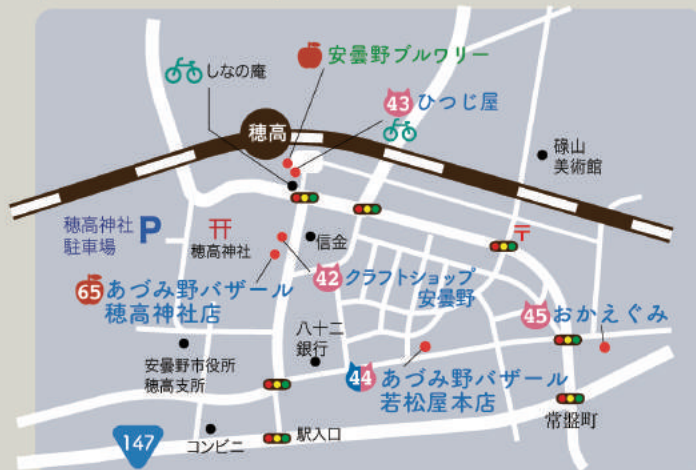 安曇野ブルワリー
しなの庵
43 ひつじ屋
穂高
碌山
美術館
穂高神社
駐車場
P
穂高神社
信金
〒
42 クラフトショップ
安曇野
65 あづみ野バザール
穂高神社店
45 おかえぐみ
八十二
銀行
安曇野市役所
穂高支所
44 あづみ野バザール
若松屋本店
常盤町
147
コンビニ
駅入口